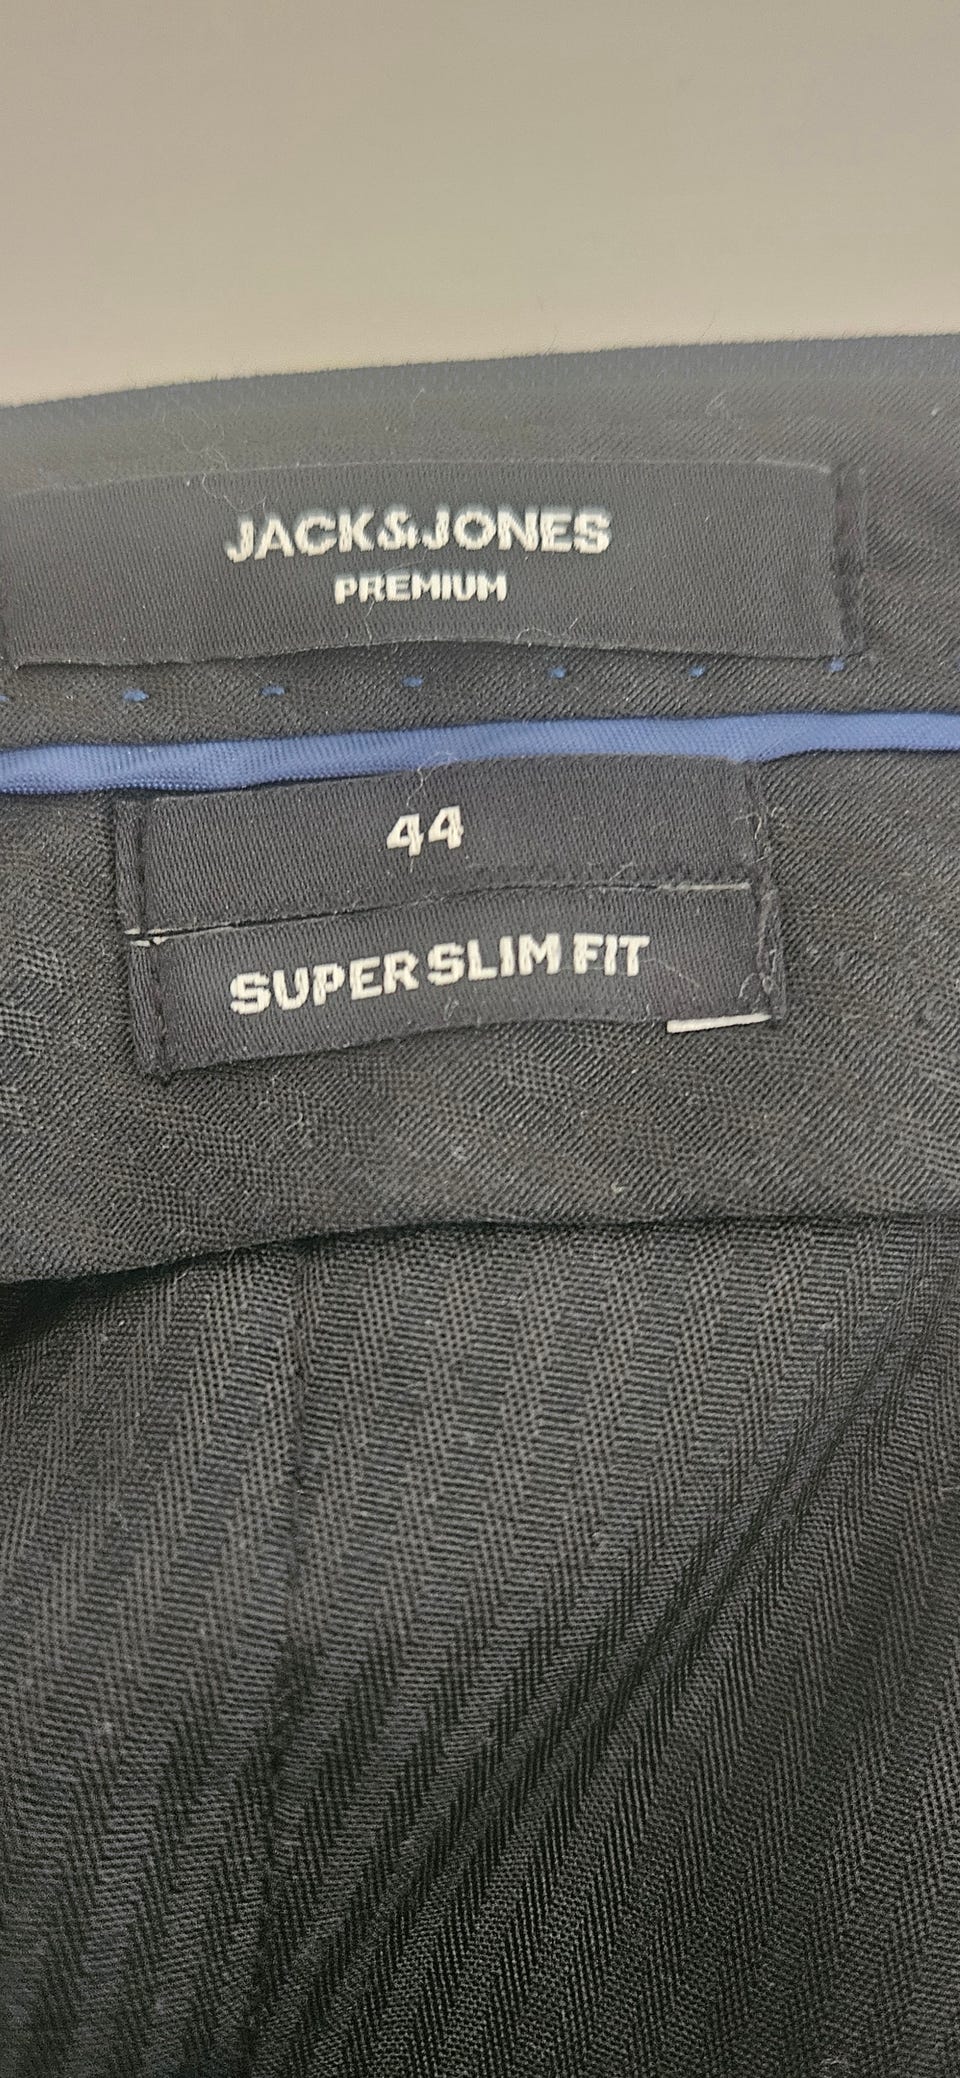 JACK&JONES
PREMIUM
44
SUPER SLIM FIT